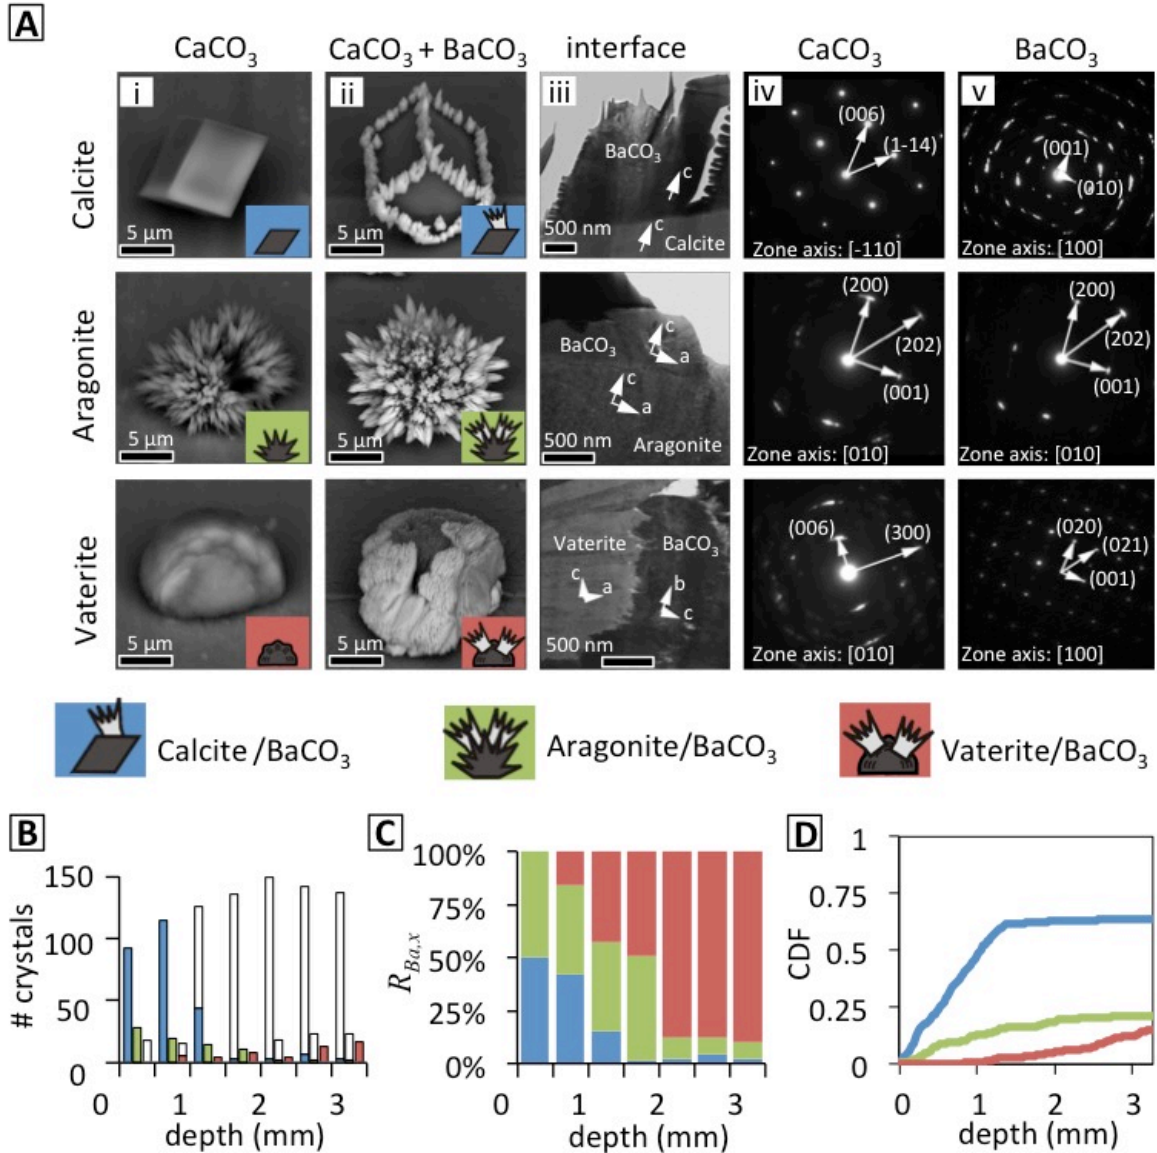 A
CaCO3
CaCO3 + BaCO3
interface
CaCO3
BaCO3
Calcite
i
5 µm
ii
5 µm
iii
BaCO3
c
c
500 nm
Calcite
iv
(006)
(1-14)
Zone axis: [-110]
v
(001)
(010)
Zone axis: [100]
Aragonite
5 µm
5 µm
BaCO3
c
a
c
a
500 nm
Aragonite
(200)
(202)
(001)
Zone axis: [010]
(200)
(202)
(001)
Zone axis: [010]
Vaterite
5 µm
5 µm
Vaterite
BaCO3
c
a
b
c
500 nm
(006)
(300)
Zone axis: [010]
(020)
(021)
(001)
Zone axis: [100]
Calcite/BaCO3
Aragonite/BaCO3
Vaterite/BaCO3
B
# crystals
150
100
50
0
0 1 2 3
depth (mm)
C
RBa,x
100%
75%
50%
25%
0%
0 1 2 3
depth (mm)
D
CDF
1
0.75
0.5
0.25
0
0 1 2 3
depth (mm)